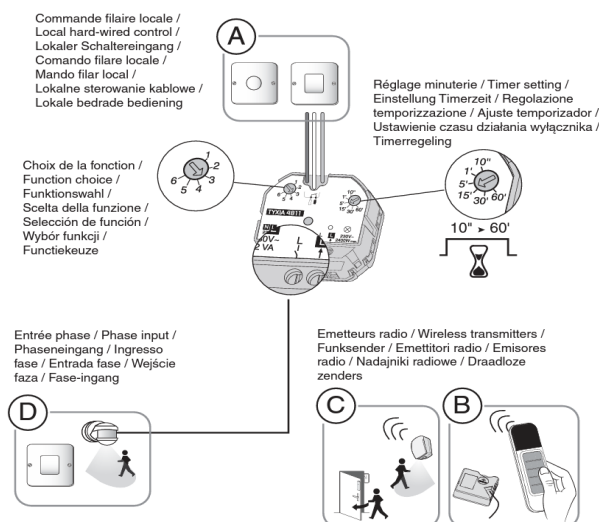 Commande filaire locale /
Local hard-wired control /
Lokaler Schaltereingang /
Comando filare locale /
Mando filar local /
Lokalne sterowanie kablowe /
Lokale bedrade bediening
A
Réglage minuterie / Timer setting /
Einstellung Timerzeit / Regolazione
temporizzazione / Ajuste temporizador /
Ustawienie czasu działania wyłącznika /
Timerregeling
Choix de la fonction /
Function choice /
Funktionswahl /
Scelta della funzione /
Selección de función /
Wybór funkcji /
Functiekeuze
1
2
3
4
5
6
10"
1'
5'
15'
30'
60'
10" ➤ 60'
TYXIA 4811
N L
0V~
2 VA
L
L
230V~
Entrée phase / Phase input /
Phaseneingang / Ingresso
fase / Entrada fase / Wejście
faza / Fase-ingang
D
Emetteurs radio / Wireless transmitters /
Funksender / Emettitori radio / Emisores
radio / Nadajniki radiowe / Draadloze
zenders
C
B